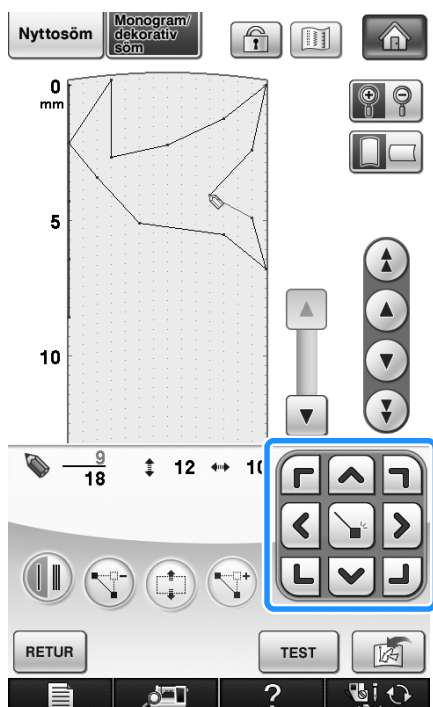 Nyttosöm
Monogram/
dekorativ
söm
0
mm
5
10
9
18
12
10
RETUR
TEST
?
i